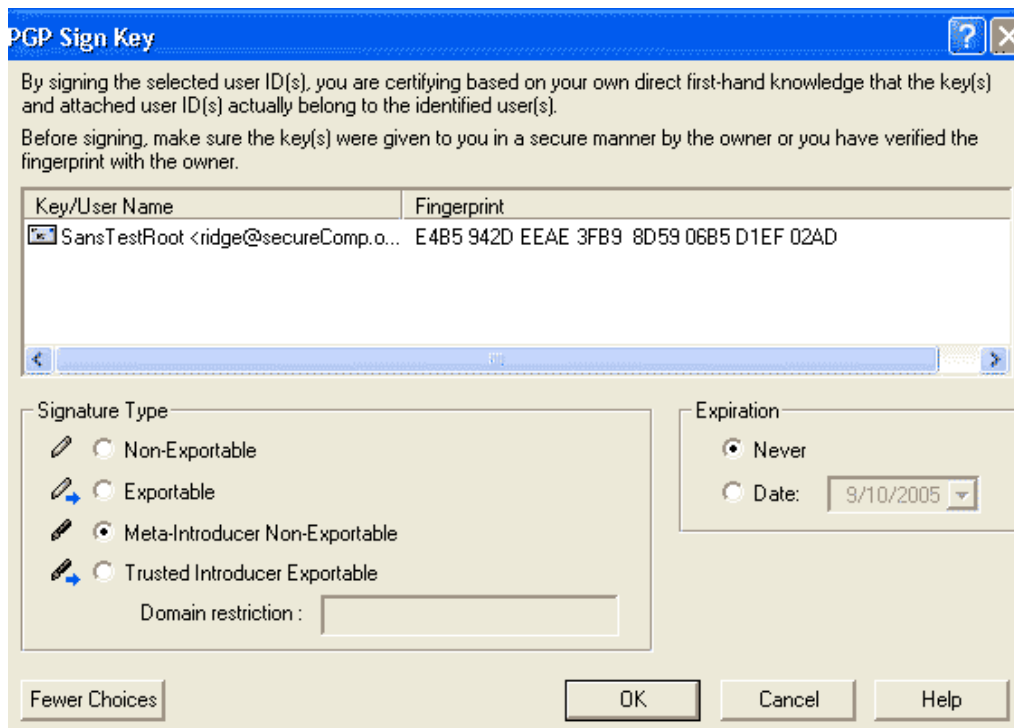 PGP Sign Key
By signing the selected user ID(s), you are certifying based on your own direct first-hand knowledge that the key(s)
and attached user ID(s) actually belong to the identified user(s).
Before signing, make sure the key(s) were given to you in a secure manner by the owner or you have verified the
fingerprint with the owner.
Key/User Name Fingerprint
SansTestRoot <ridge@secureComp.o... E4B5 942D EEAE 3FB9 8D59 06B5 D1EF 02AD
Signature Type
Non-Exportable
Exportable
Meta-Introducer Non-Exportable
Trusted Introducer Exportable
Domain restriction :
Expiration
Never
Date: 9/10/2005
Fewer Choices OK Cancel Help